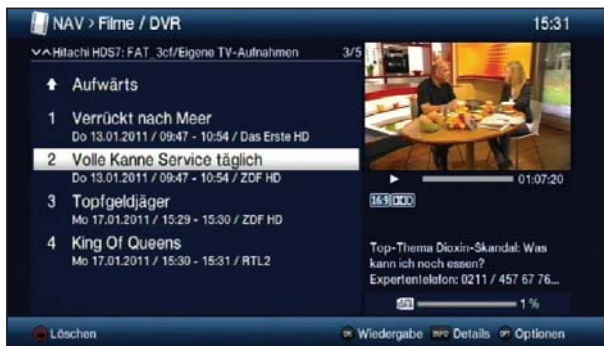 NAV > Filme / DVR
15:31
Hitachi HDS7: FAT_3cf/Eigene TV-Aufnahmen
3/5
Aufwärts
1 Verrückt nach Meer
Do 13.01.2011 / 09:47 - 10:54 / Das Erste HD
2 Volle Kanne Service täglich
Do 13.01.2011 / 09:47 - 10:54 / ZDF HD
3 Topfgeldjäger
Mo 17.01.2011 / 15:29 - 15:30 / ZDF HD
4 King Of Queens
Mo 17.01.2011 / 15:30 - 15:31 / RTL2
01:07:20
16:9
Top-Thema Dioxin-Skandal: Was
kann ich noch essen?
Expertentelefon: 0211 / 457 67 76...
1 %
Löschen
OK Wiedergabe INFO Details OPT Optionen